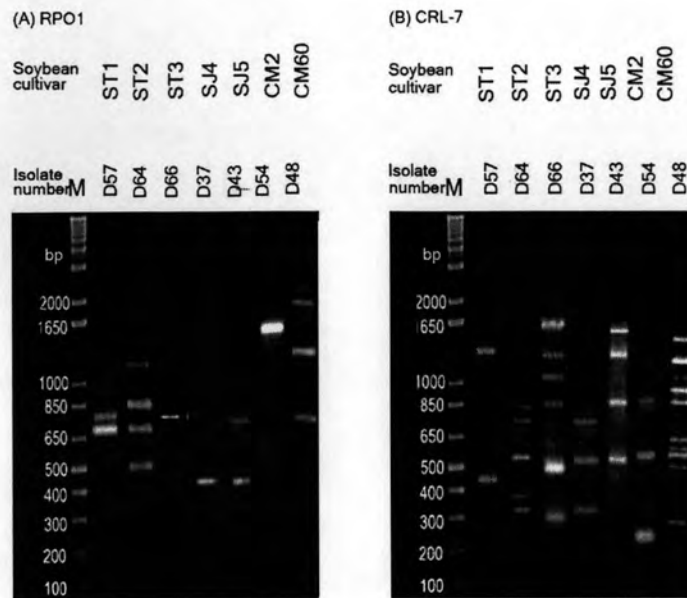 (A) RPO1
Soybean cultivar ST1 ST2 ST3 SJ4 SJ5 CM2 CM60
Isolate number M D57 D64 D66 D37 D43 D54 D48
bp
2000
1650
1000
850
650
500
400
300
200
100
(B) CRL-7
Soybean cultivar ST1 ST2 ST3 SJ4 SJ5 CM2 CM60
Isolate number M D57 D64 D66 D37 D43 D54 D48
bp
2000
1650
1000
850
650
500
400
300
200
100